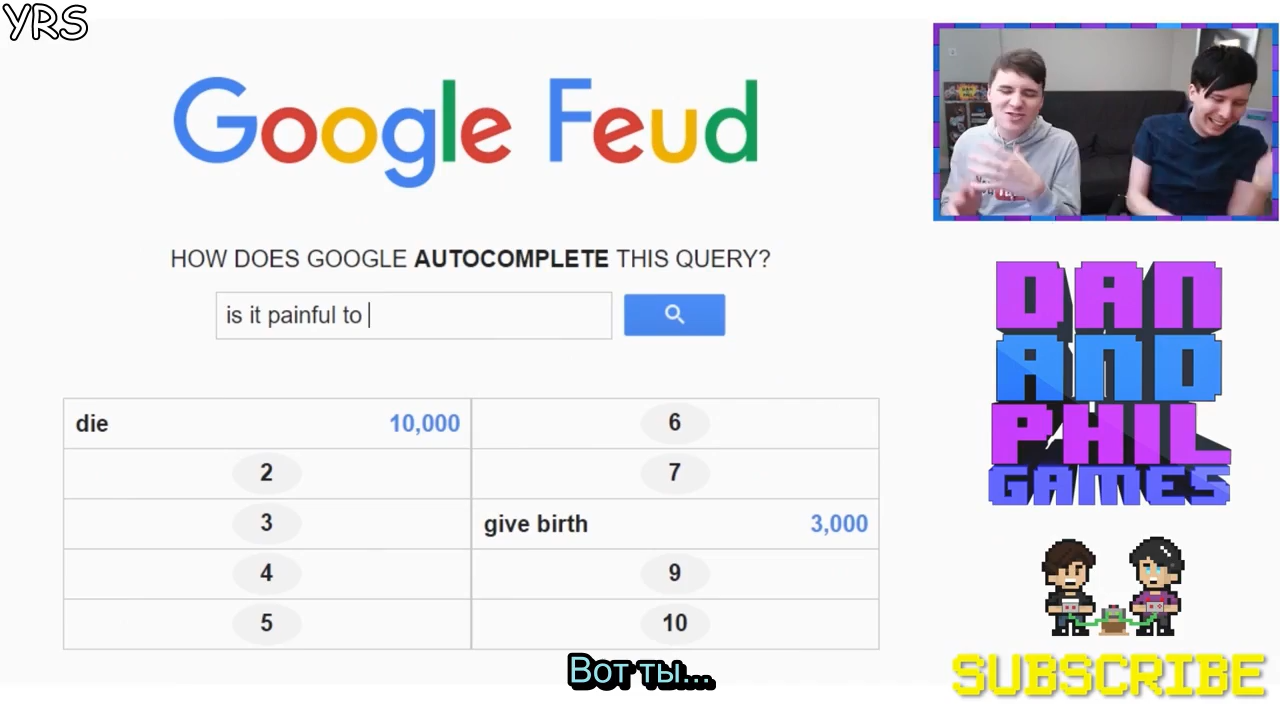 YRS
Google Feud
HOW DOES GOOGLE AUTOCOMPLETE THIS QUERY?
is it painful to
die 10,000 6
2 7
3 give birth 3,000
4 9
5 10
DAN
AND
PHIL
GAMES
SUBSCRIBE
Вот ты...